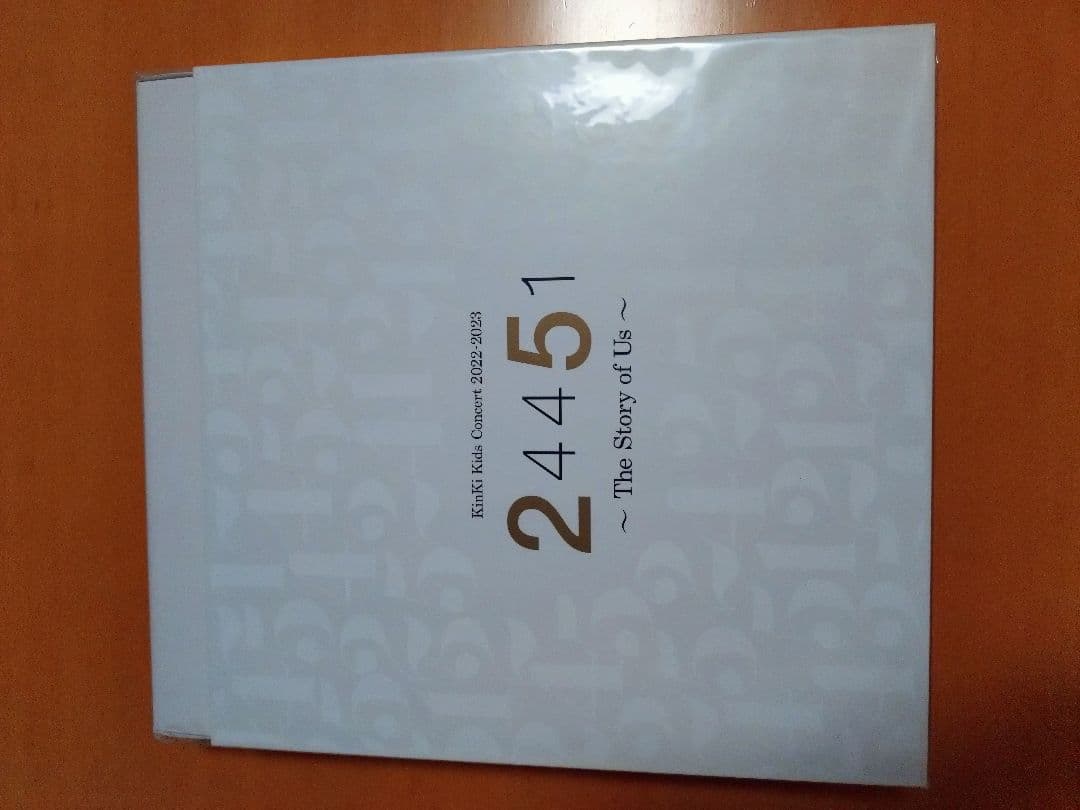 KinKi Kids Concert 2022-2023
24451
～ The Story of Us ～